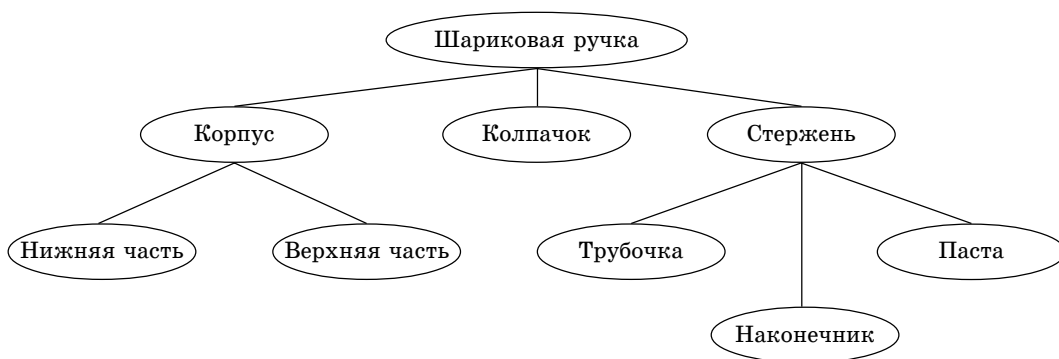 Шариковая ручка
Корпус
Колпачок
Стержень
Нижняя часть
Верхняя часть
Трубочка
Паста
Наконечник